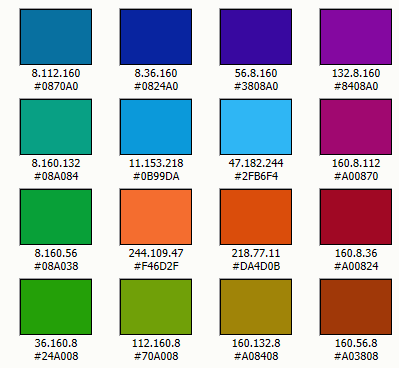 8.112.160
#0870A0
8.36.160
#0824A0
56.8.160
#3808A0
132.8.160
#8408A0
8.160.132
#08A084
11.153.218
#0B99DA
47.182.244
#2FB6F4
160.8.112
#A00870
8.160.56
#08A038
244.109.47
#F46D2F
218.77.11
#DA4D0B
160.8.36
#A00824
36.160.8
#24A008
112.160.8
#70A008
160.132.8
#A08408
160.56.8
#A03808